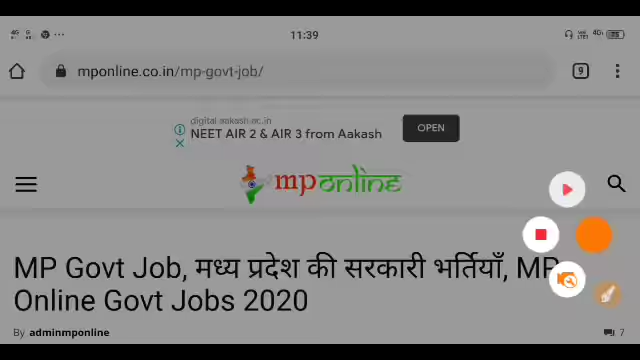 11:39
9
mponline.co.in/mp-govt-job/
digital.aakash.ac.in
NEET AIR 2 & AIR 3 from Aakash
OPEN
mponline
MP Govt Job, मध्य प्रदेश की सरकारी भर्तियाँ, MP
Online Govt Jobs 2020
By adminmponline
7